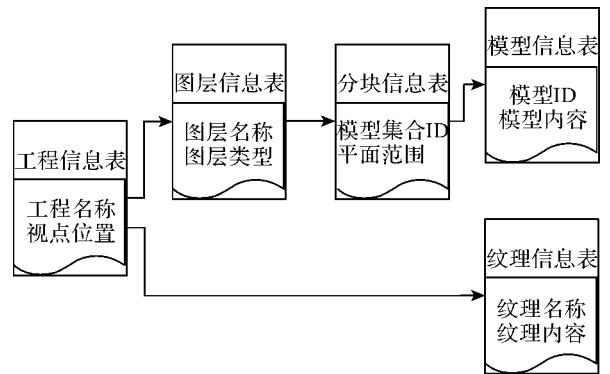 工程信息表
工程名称
视点位置
图层信息表
图层名称
图层类型
分块信息表
模型集合ID
平面范围
模型信息表
模型ID
模型内容
纹理信息表
纹理名称
纹理内容